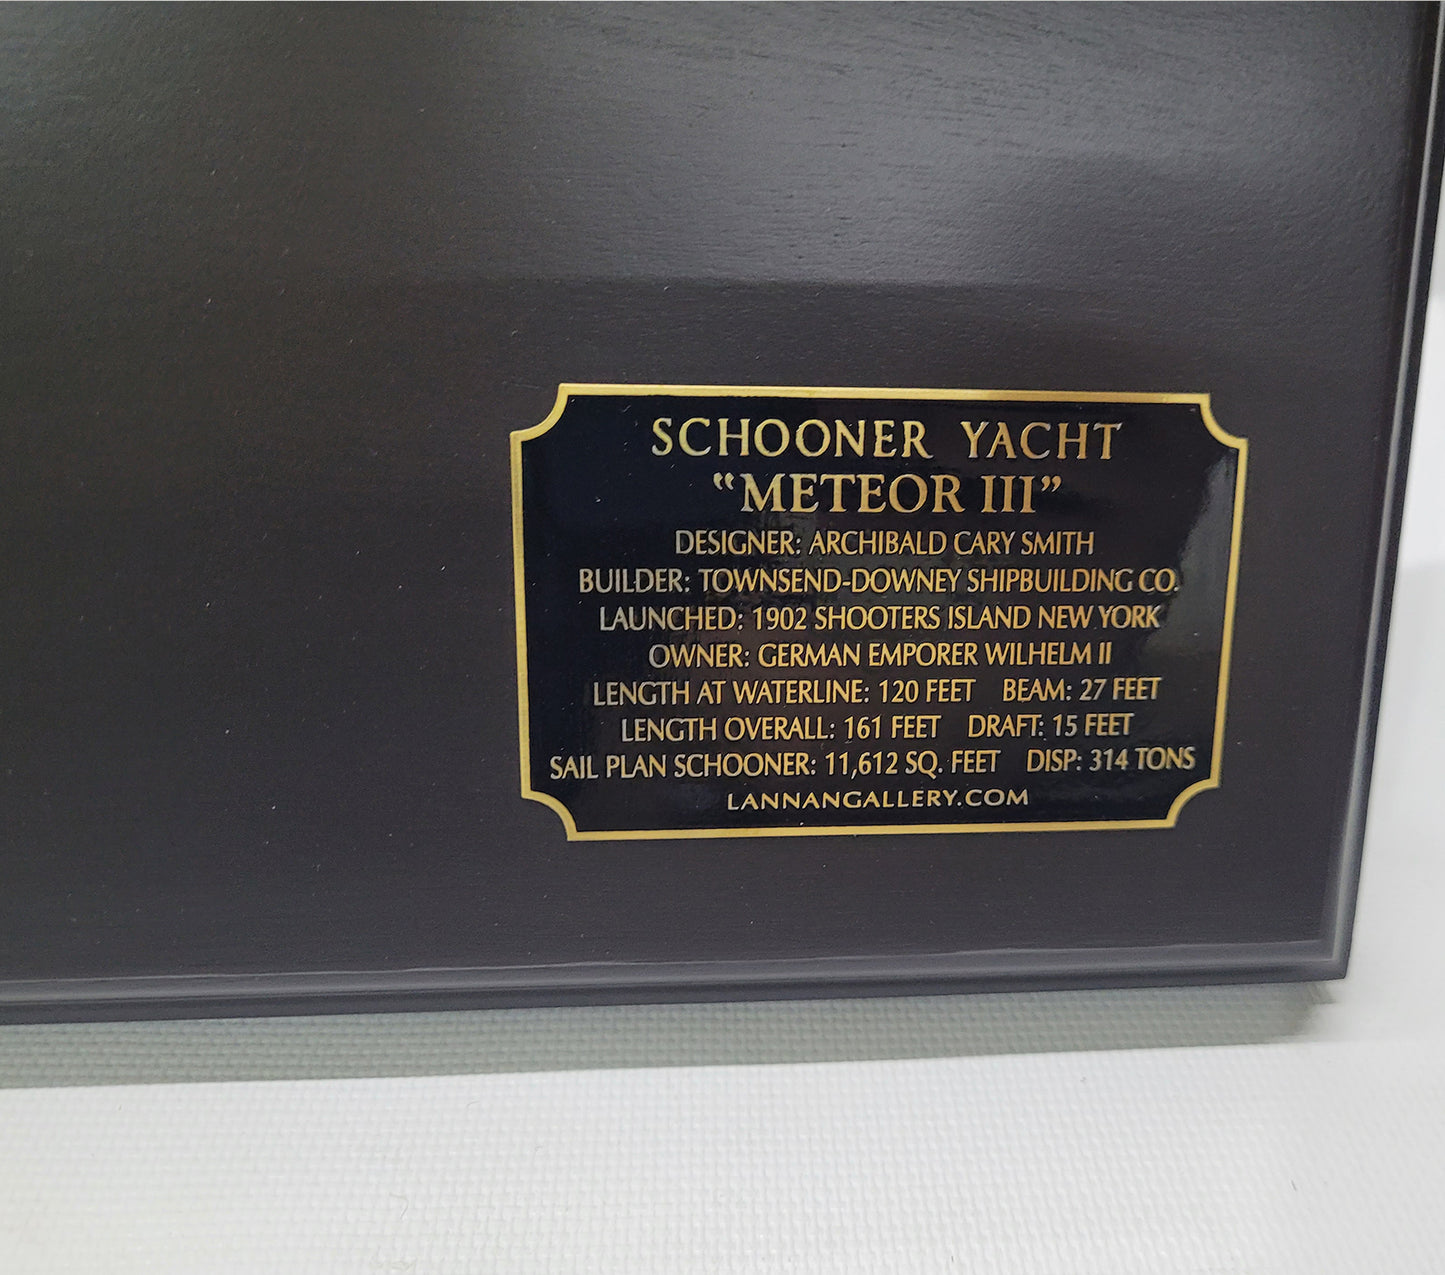 SCHOONER YACHT
“METEOR III”
DESIGNER: ARCHIBALD CARY SMITH
BUILDER: TOWNSEND-DOWNEY SHIPBUILDING CO.
LAUNCHED: 1902 SHOOTERS ISLAND NEW YORK
OWNER: GERMAN EMPORER WILHELM II
LENGTH AT WATERLINE: 120 FEET BEAM: 27 FEET
LENGTH OVERALL: 161 FEET DRAFT: 15 FEET
SAIL PLAN SCHOONER: 11,612 SQ. FEET DISP: 314 TONS
LANNANGALLERY.COM